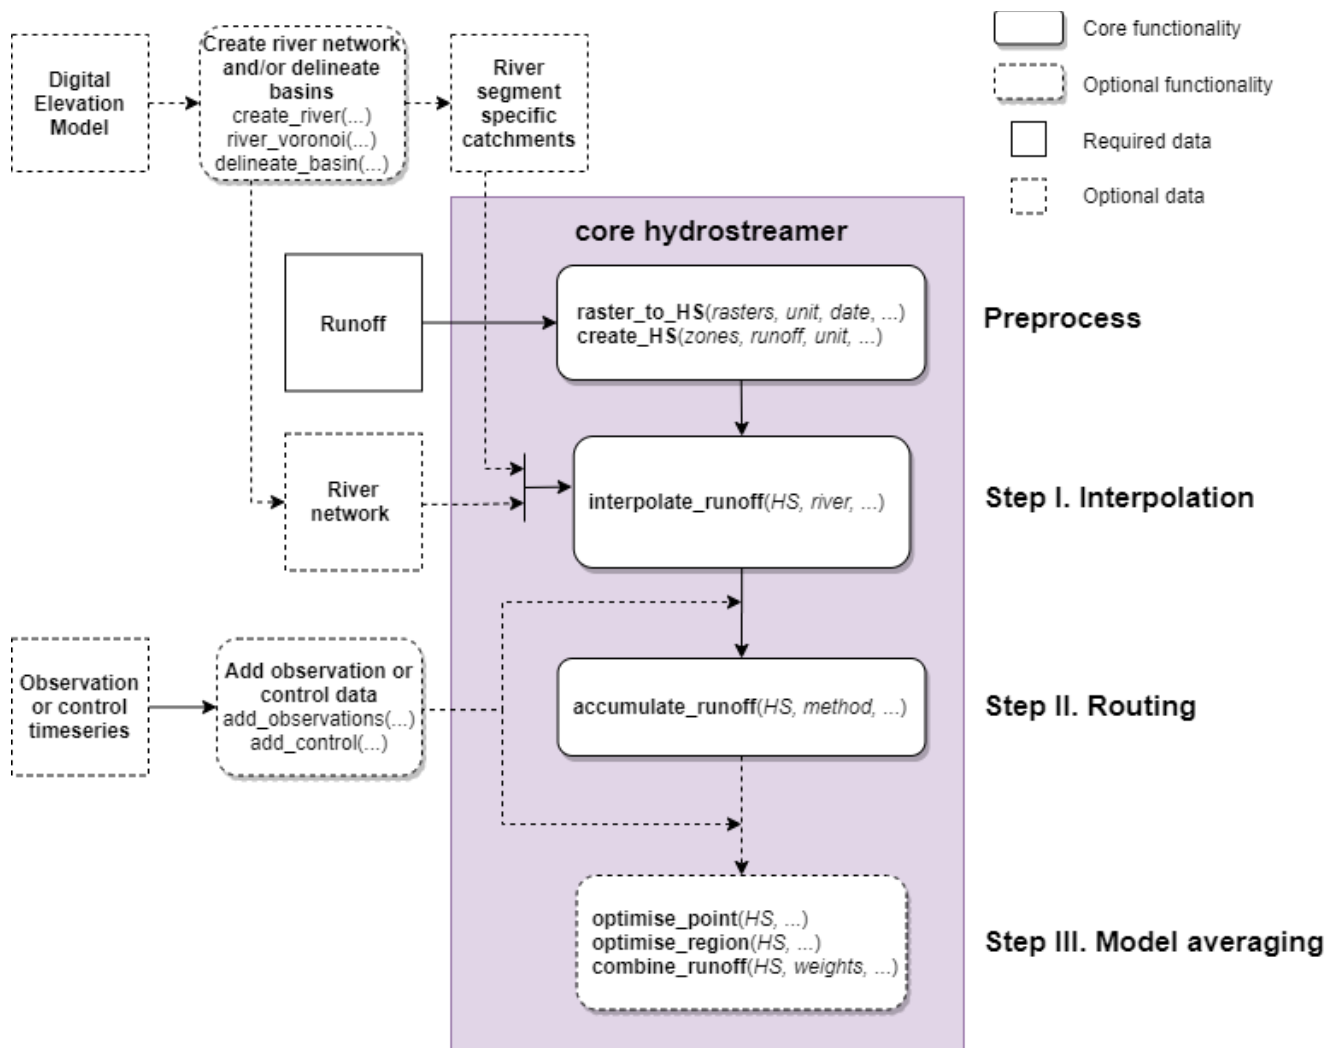 Digital
Elevation
Model
Create river network
and/or delineate
basins
create_river(...)
river_voronoi(...)
delineate_basin(...)
River
segment
specific
catchments
Core functionality
Optional functionality
Required data
Optional data
core hydrostreamer
Runoff
raster_to_HS(rasters, unit, date, ...)
create_HS(zones, runoff, unit, ...)
Preprocess
River
network
interpolate_runoff(HS, river, ...)
Step I. Interpolation
Observation
or control
timeseries
Add observation or
control data
add_observations(...)
add_control(...)
accumulate_runoff(HS, method, ...)
Step II. Routing
optimise_point(HS, ...)
optimise_region(HS, ...)
combine_runoff(HS, weights, ...)
Step III. Model averaging